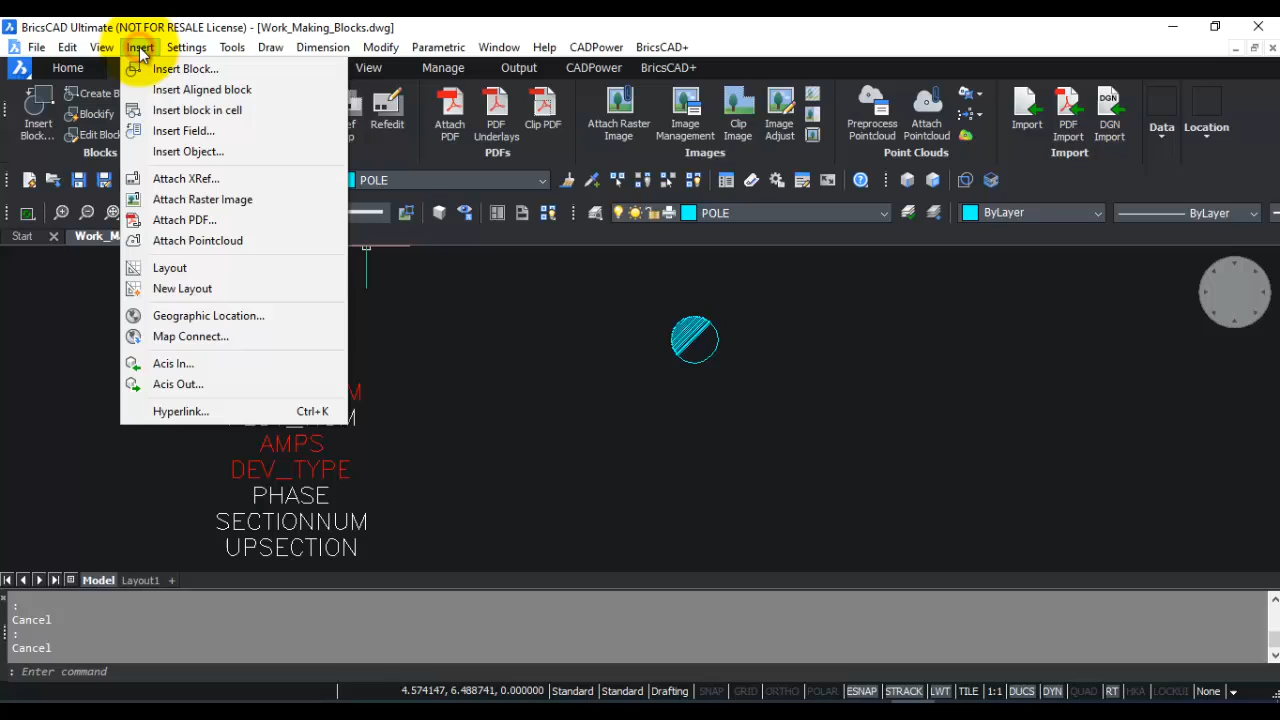 BricsCAD Ultimate (NOT FOR RESALE License) - [Work_Making_Blocks.dwg]
File Edit View Insert Settings Tools Draw Dimension Modify Parametric Window Help CADPower BricsCAD+
Home View Manage Output CADPower BricsCAD+
Insert Block...
Insert Aligned block
Insert block in cell
Insert Field...
Insert Object...
Attach XRef...
Attach Raster Image
Attach PDF...
Attach Pointcloud
Layout
New Layout
Geographic Location...
Map Connect...
Acis In...
Acis Out...
Hyperlink... Ctrl+K
Insert Block...
Create B
Blockify
Edit Block
Blocks
Refedit
Attach PDF
PDF Underlays
Clip PDF
PDFs
Attach Raster Image
Image Management
Clip Image
Image Adjust
Images
Preprocess Pointcloud
Attach Pointcloud
Point Clouds
Import
PDF Import
DGN Import
Import
Data
Location
POLE
POLE
ByLayer
ByLayer
Start
Work_M
AMPS
DEV_TYPE
PHASE
SECTIONNUM
UPSECTION
Model Layout1 +
:
Cancel
:
Cancel
: Enter command
4.574147, 6.488741, 0.000000 Standard Standard Drafting SNAP GRID ORTHO POLAR ESNAP STRACK LWT TILE 1:1 DUCS DYN QUAD RT HKA LOCKUI None